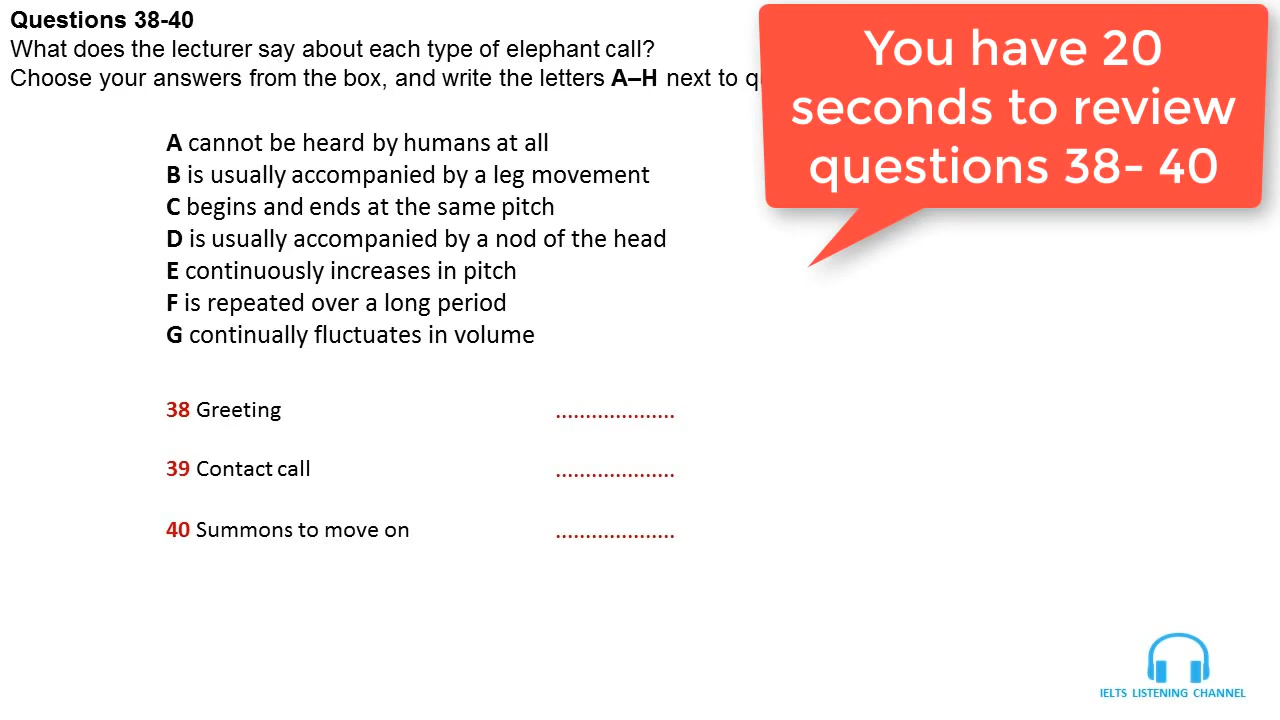 Questions 38-40
What does the lecturer say about each type of elephant call?
Choose your answers from the box, and write the letters A–H next to
You have 20
seconds to review
questions 38- 40
A cannot be heard by humans at all
B is usually accompanied by a leg movement
C begins and ends at the same pitch
D is usually accompanied by a nod of the head
E continuously increases in pitch
F is repeated over a long period
G continually fluctuates in volume
38 Greeting ....................
39 Contact call ....................
40 Summons to move on ....................
IELTS LISTENING CHANNEL